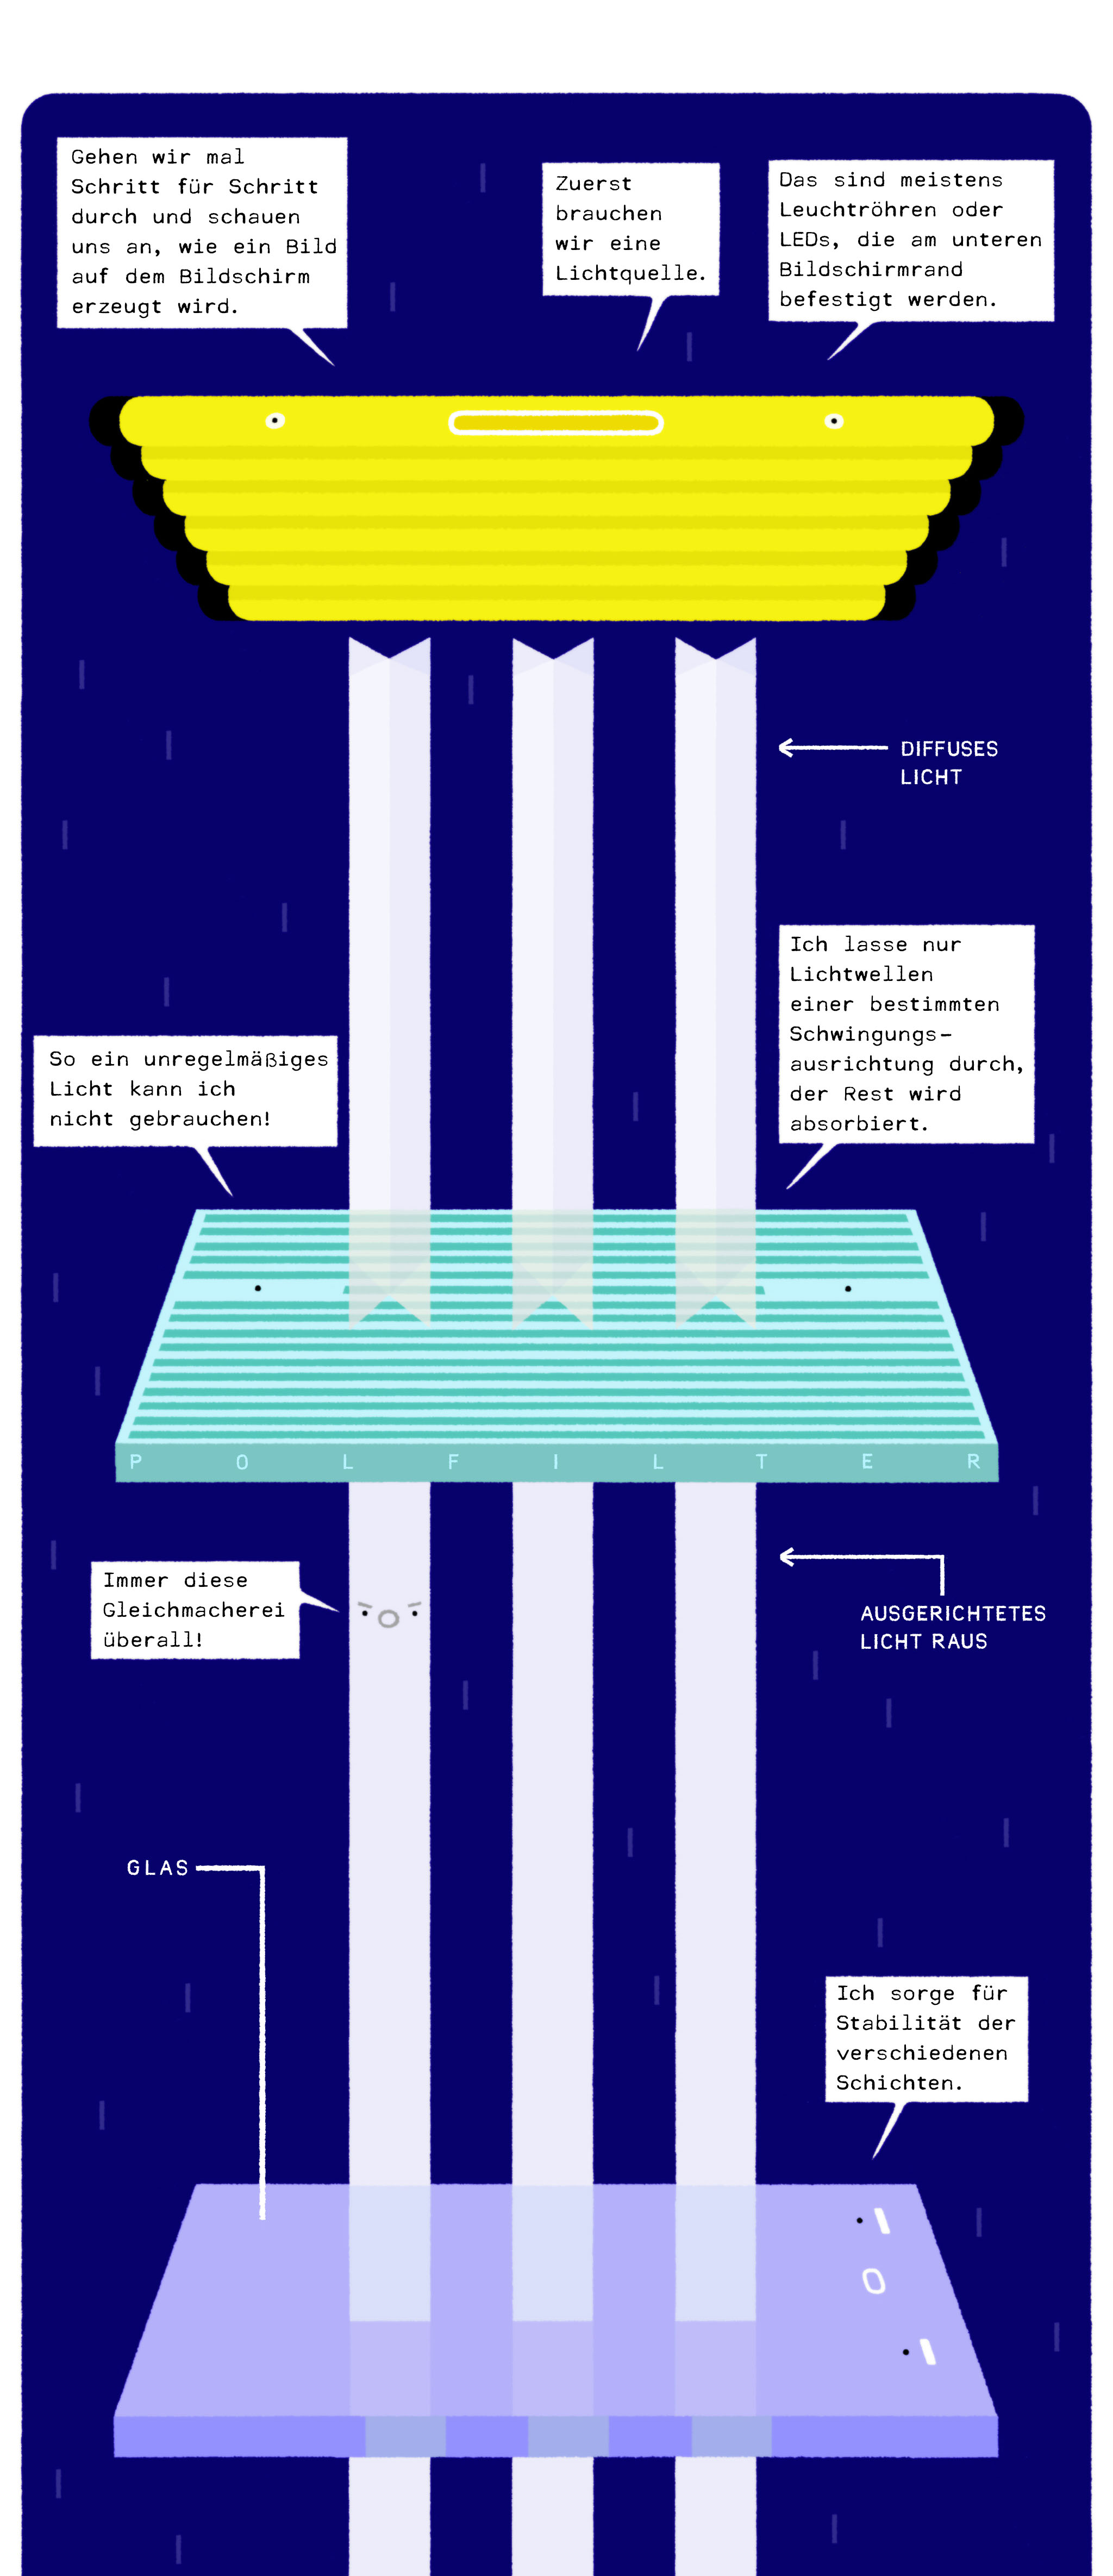 Gehen wir mal
Schritt für Schritt
durch und schauen
uns an, wie ein Bild
auf dem Bildschirm
erzeugt wird.
Zuerst
brauchen
wir eine
Lichtquelle.
Das sind meistens
Leuchtröhren oder
LEDs, die am unteren
Bildschirmrand
befestigt werden.
DIFFUSES
LICHT
So ein unregelmäßiges
Licht kann ich
nicht gebrauchen!
Ich lasse nur
Lichtwellen
einer bestimmten
Schwingungs-
ausrichtung durch,
der Rest wird
absorbiert.
POLFILTER
Immer diese
Gleichmacherei
überall!
AUSGERICHTETES
LICHT RAUS
GLAS
Ich sorge für
Stabilität der
verschiedenen
Schichten.